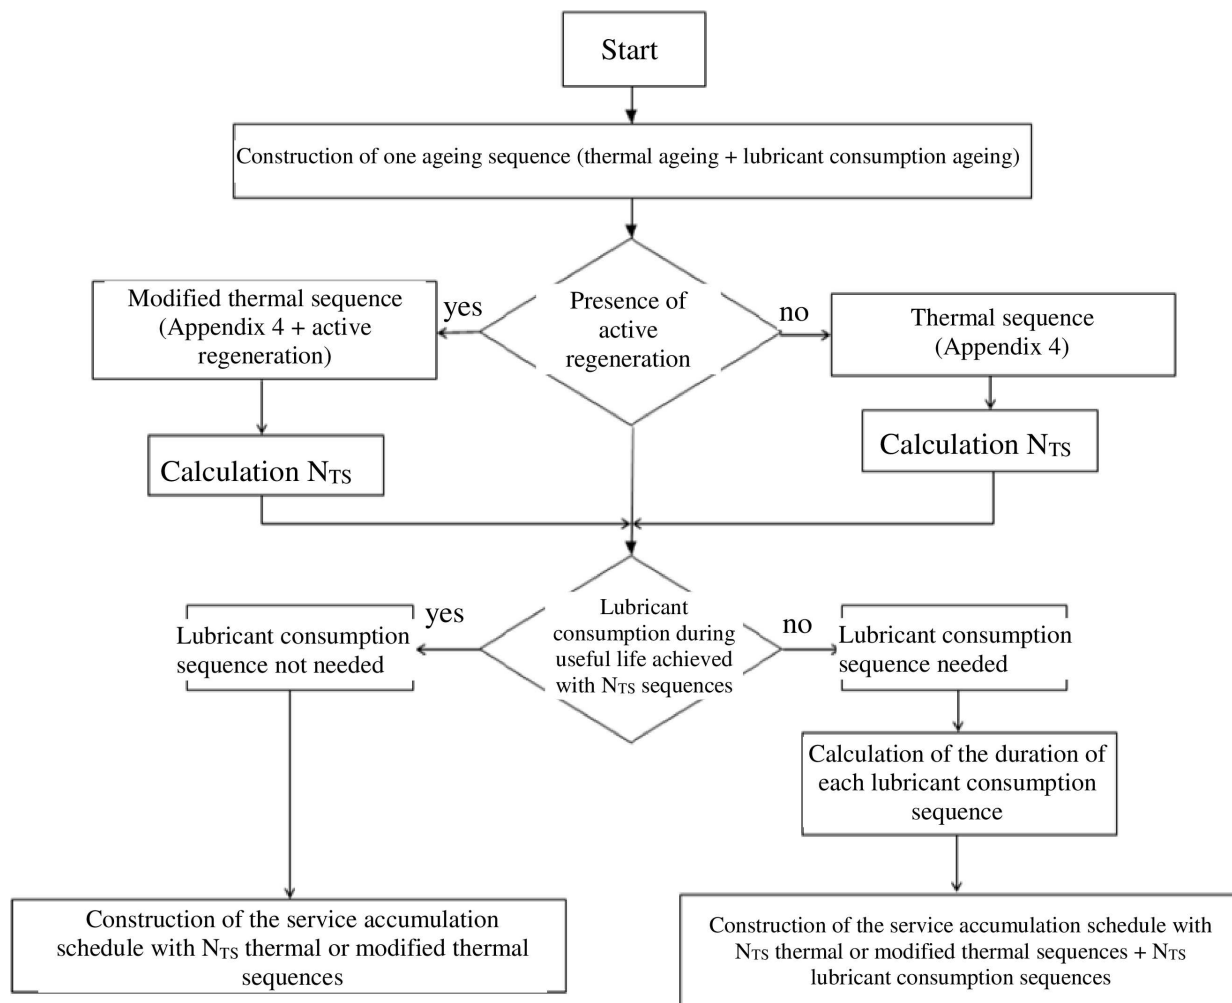 Start
Construction of one ageing sequence (thermal ageing + lubricant consumption ageing)
Modified thermal sequence
(Appendix 4 + active
regeneration)
yes
Presence of
active
regeneration
no
Thermal sequence
(Appendix 4)
Calculation NTS
Calculation NTS
Lubricant consumption
sequence not needed
yes
Lubricant
consumption during
useful life achieved
with NTS sequences
no
Lubricant consumption
sequence needed
Calculation of the duration of
each lubricant consumption
sequence
Construction of the service accumulation
schedule with NTS thermal or modified thermal
sequences
Construction of the service accumulation schedule with
NTS thermal or modified thermal sequences + NTS
lubricant consumption sequences